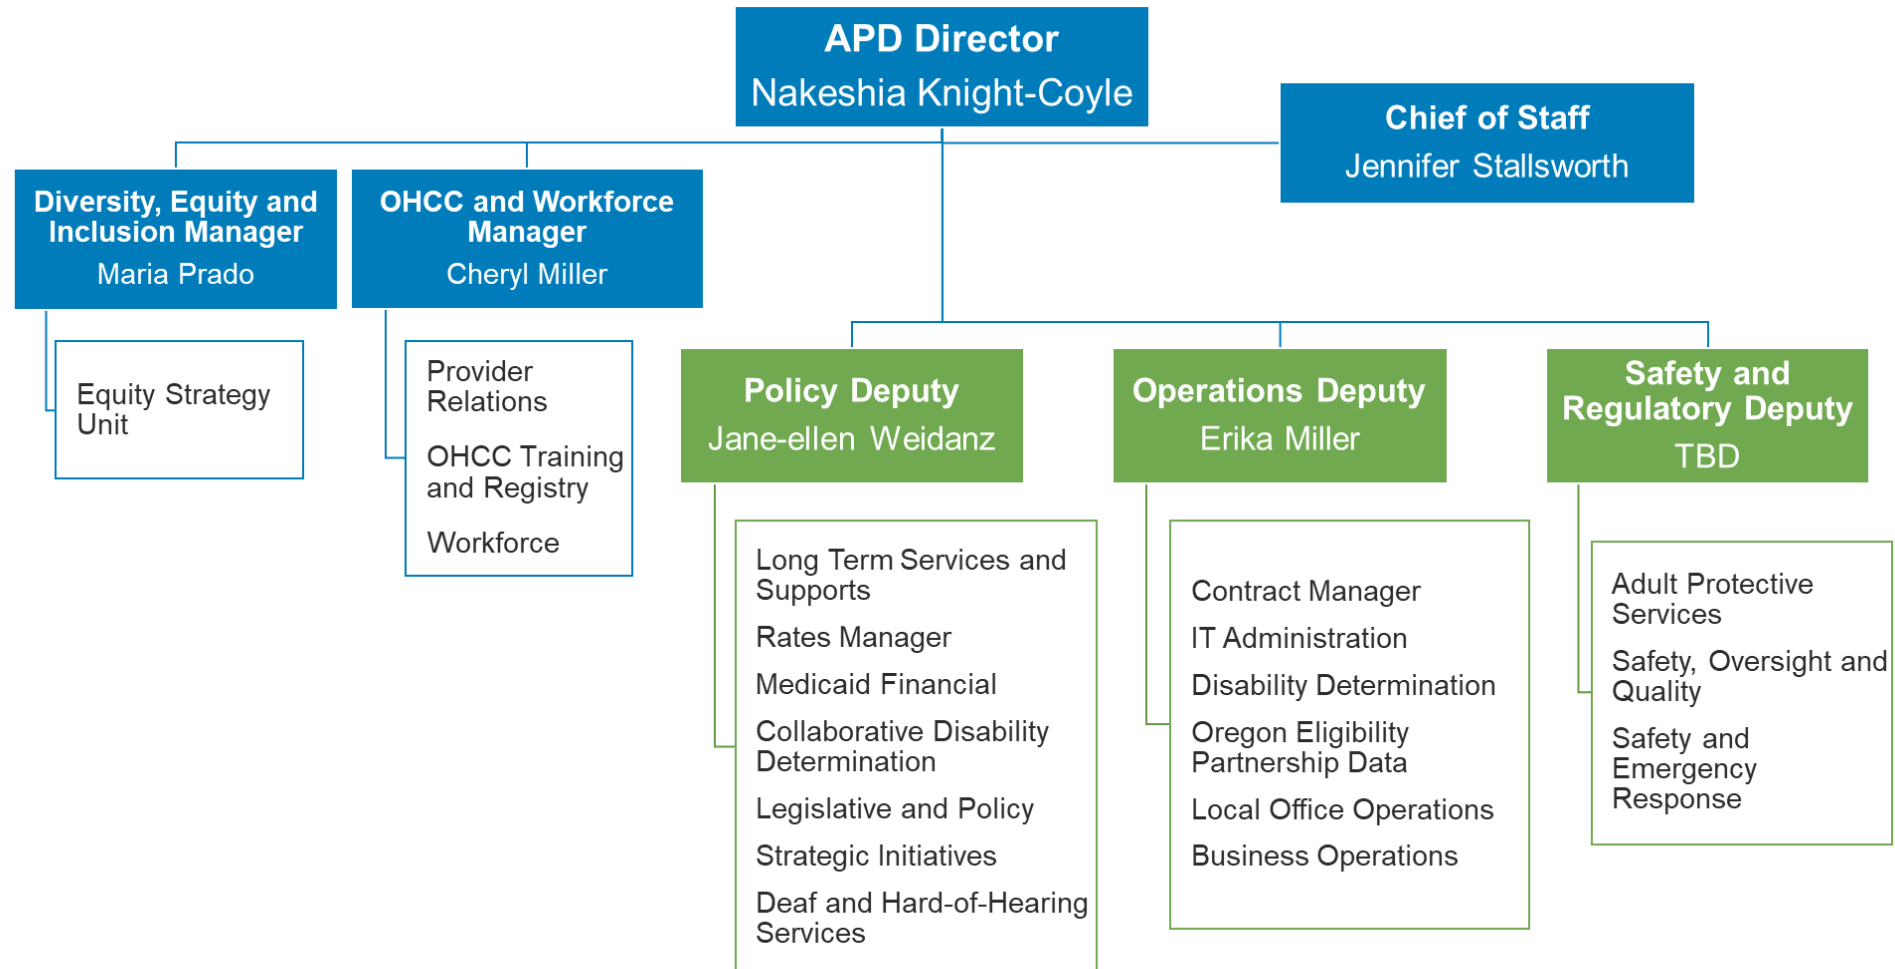 APD Director
Nakeshia Knight-Coyle
Chief of Staff
Jennifer Stallsworth
Diversity, Equity and
Inclusion Manager
Maria Prado
OHCC and Workforce
Manager
Cheryl Miller
Equity Strategy
Unit
Provider
Relations
OHCC Training
and Registry
Workforce
Policy Deputy
Jane-ellen Weidanz
Operations Deputy
Erika Miller
Safety and
Regulatory Deputy
TBD
Long Term Services and
Supports
Rates Manager
Medicaid Financial
Collaborative Disability
Determination
Legislative and Policy
Strategic Initiatives
Deaf and Hard-of-Hearing
Services
Contract Manager
IT Administration
Disability Determination
Oregon Eligibility
Partnership Data
Local Office Operations
Business Operations
Adult Protective
Services
Safety, Oversight and
Quality
Safety and
Emergency
Response